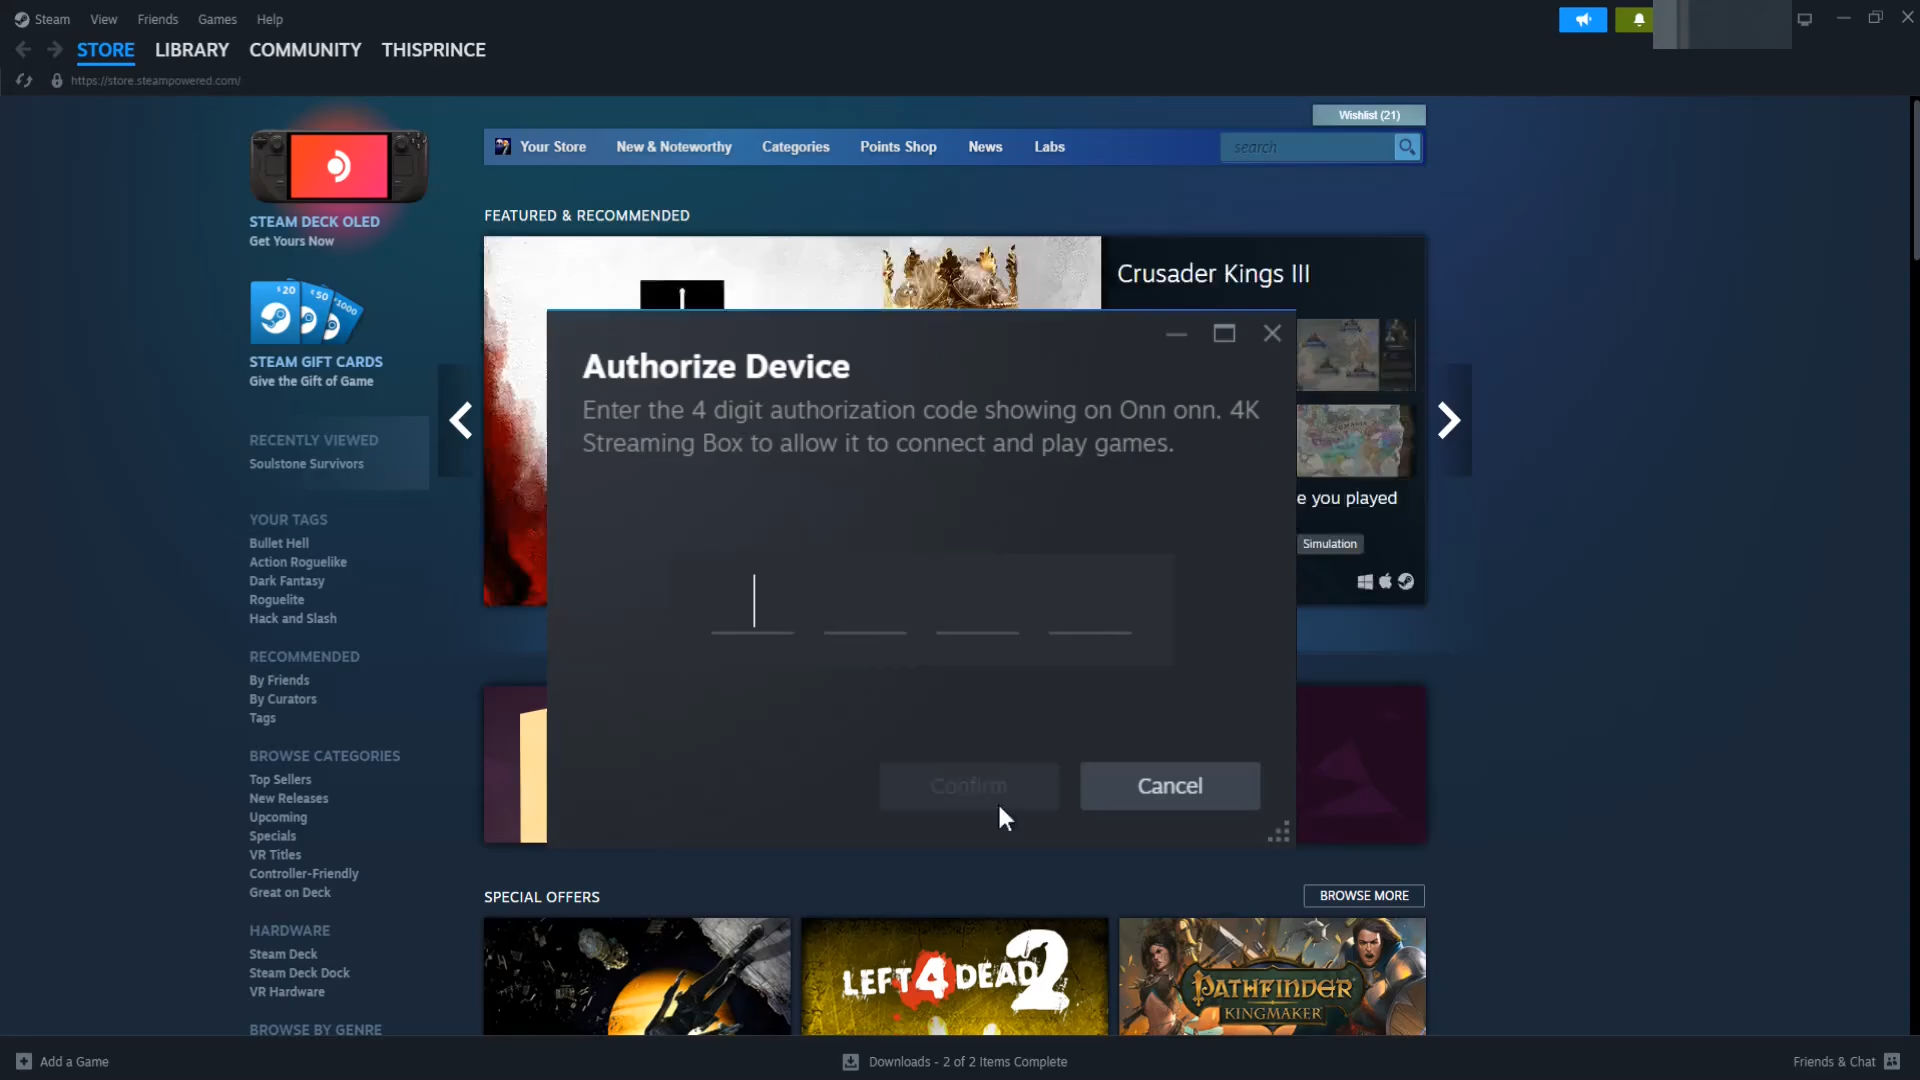 Steam View Friends Games Help
STORE LIBRARY COMMUNITY THISPRINCE
https://store.steampowered.com/
Wishlist (21)
Your Store New & Noteworthy Categories Points Shop News Labs search
STEAM DECK OLED
Get Yours Now
FEATURED & RECOMMENDED
Crusader Kings III
$20 €50 ¥1000
STEAM GIFT CARDS
Give the Gift of Game
Authorize Device
Enter the 4 digit authorization code showing on Onn onn. 4K
Streaming Box to allow it to connect and play games.
Confirm Cancel
e you played
Simulation
RECENTLY VIEWED
Soulstone Survivors
YOUR TAGS
Bullet Hell
Action Roguelike
Dark Fantasy
Roguelite
Hack and Slash
RECOMMENDED
By Friends
By Curators
Tags
BROWSE CATEGORIES
Top Sellers
New Releases
Upcoming
Specials
VR Titles
Controller-Friendly
Great on Deck
HARDWARE
Steam Deck
Steam Deck Dock
VR Hardware
BROWSE BY GENRE
SPECIAL OFFERS BROWSE MORE
LEFT 4 DEAD 2
PATHFINDER
KINGMAKER
Add a Game Downloads - 2 of 2 Items Complete Friends & Chat